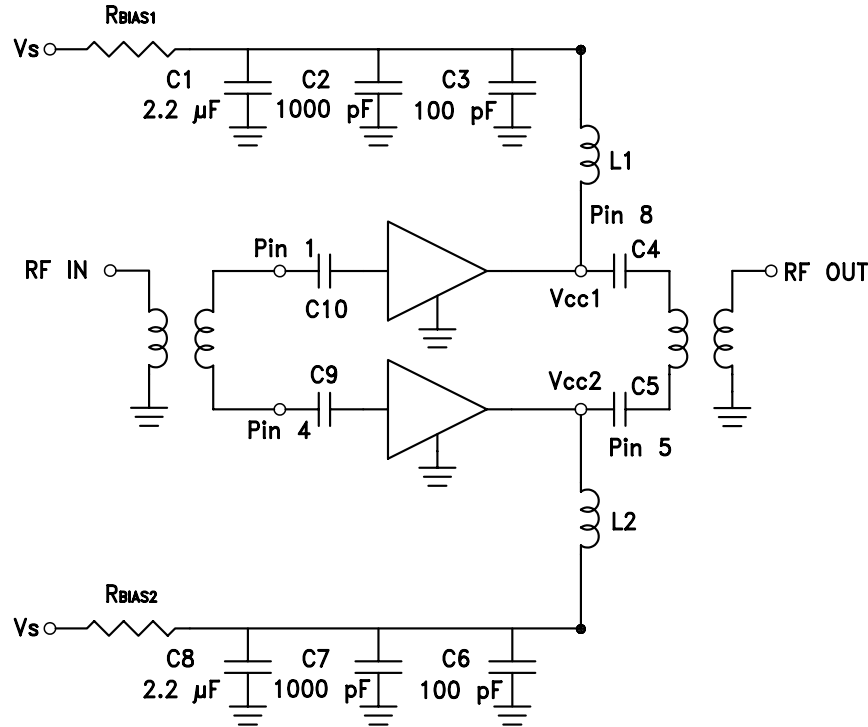 RBIAS1
Vs
C1
2.2 µF
C2
1000 pF
C3
100 pF
L1
Pin 8
Pin 1
C4
RF IN
RF OUT
C10
Vcc1
C9
Vcc2
C5
Pin 4
Pin 5
L2
RBIAS2
Vs
C8
2.2 µF
C7
1000 pF
C6
100 pF